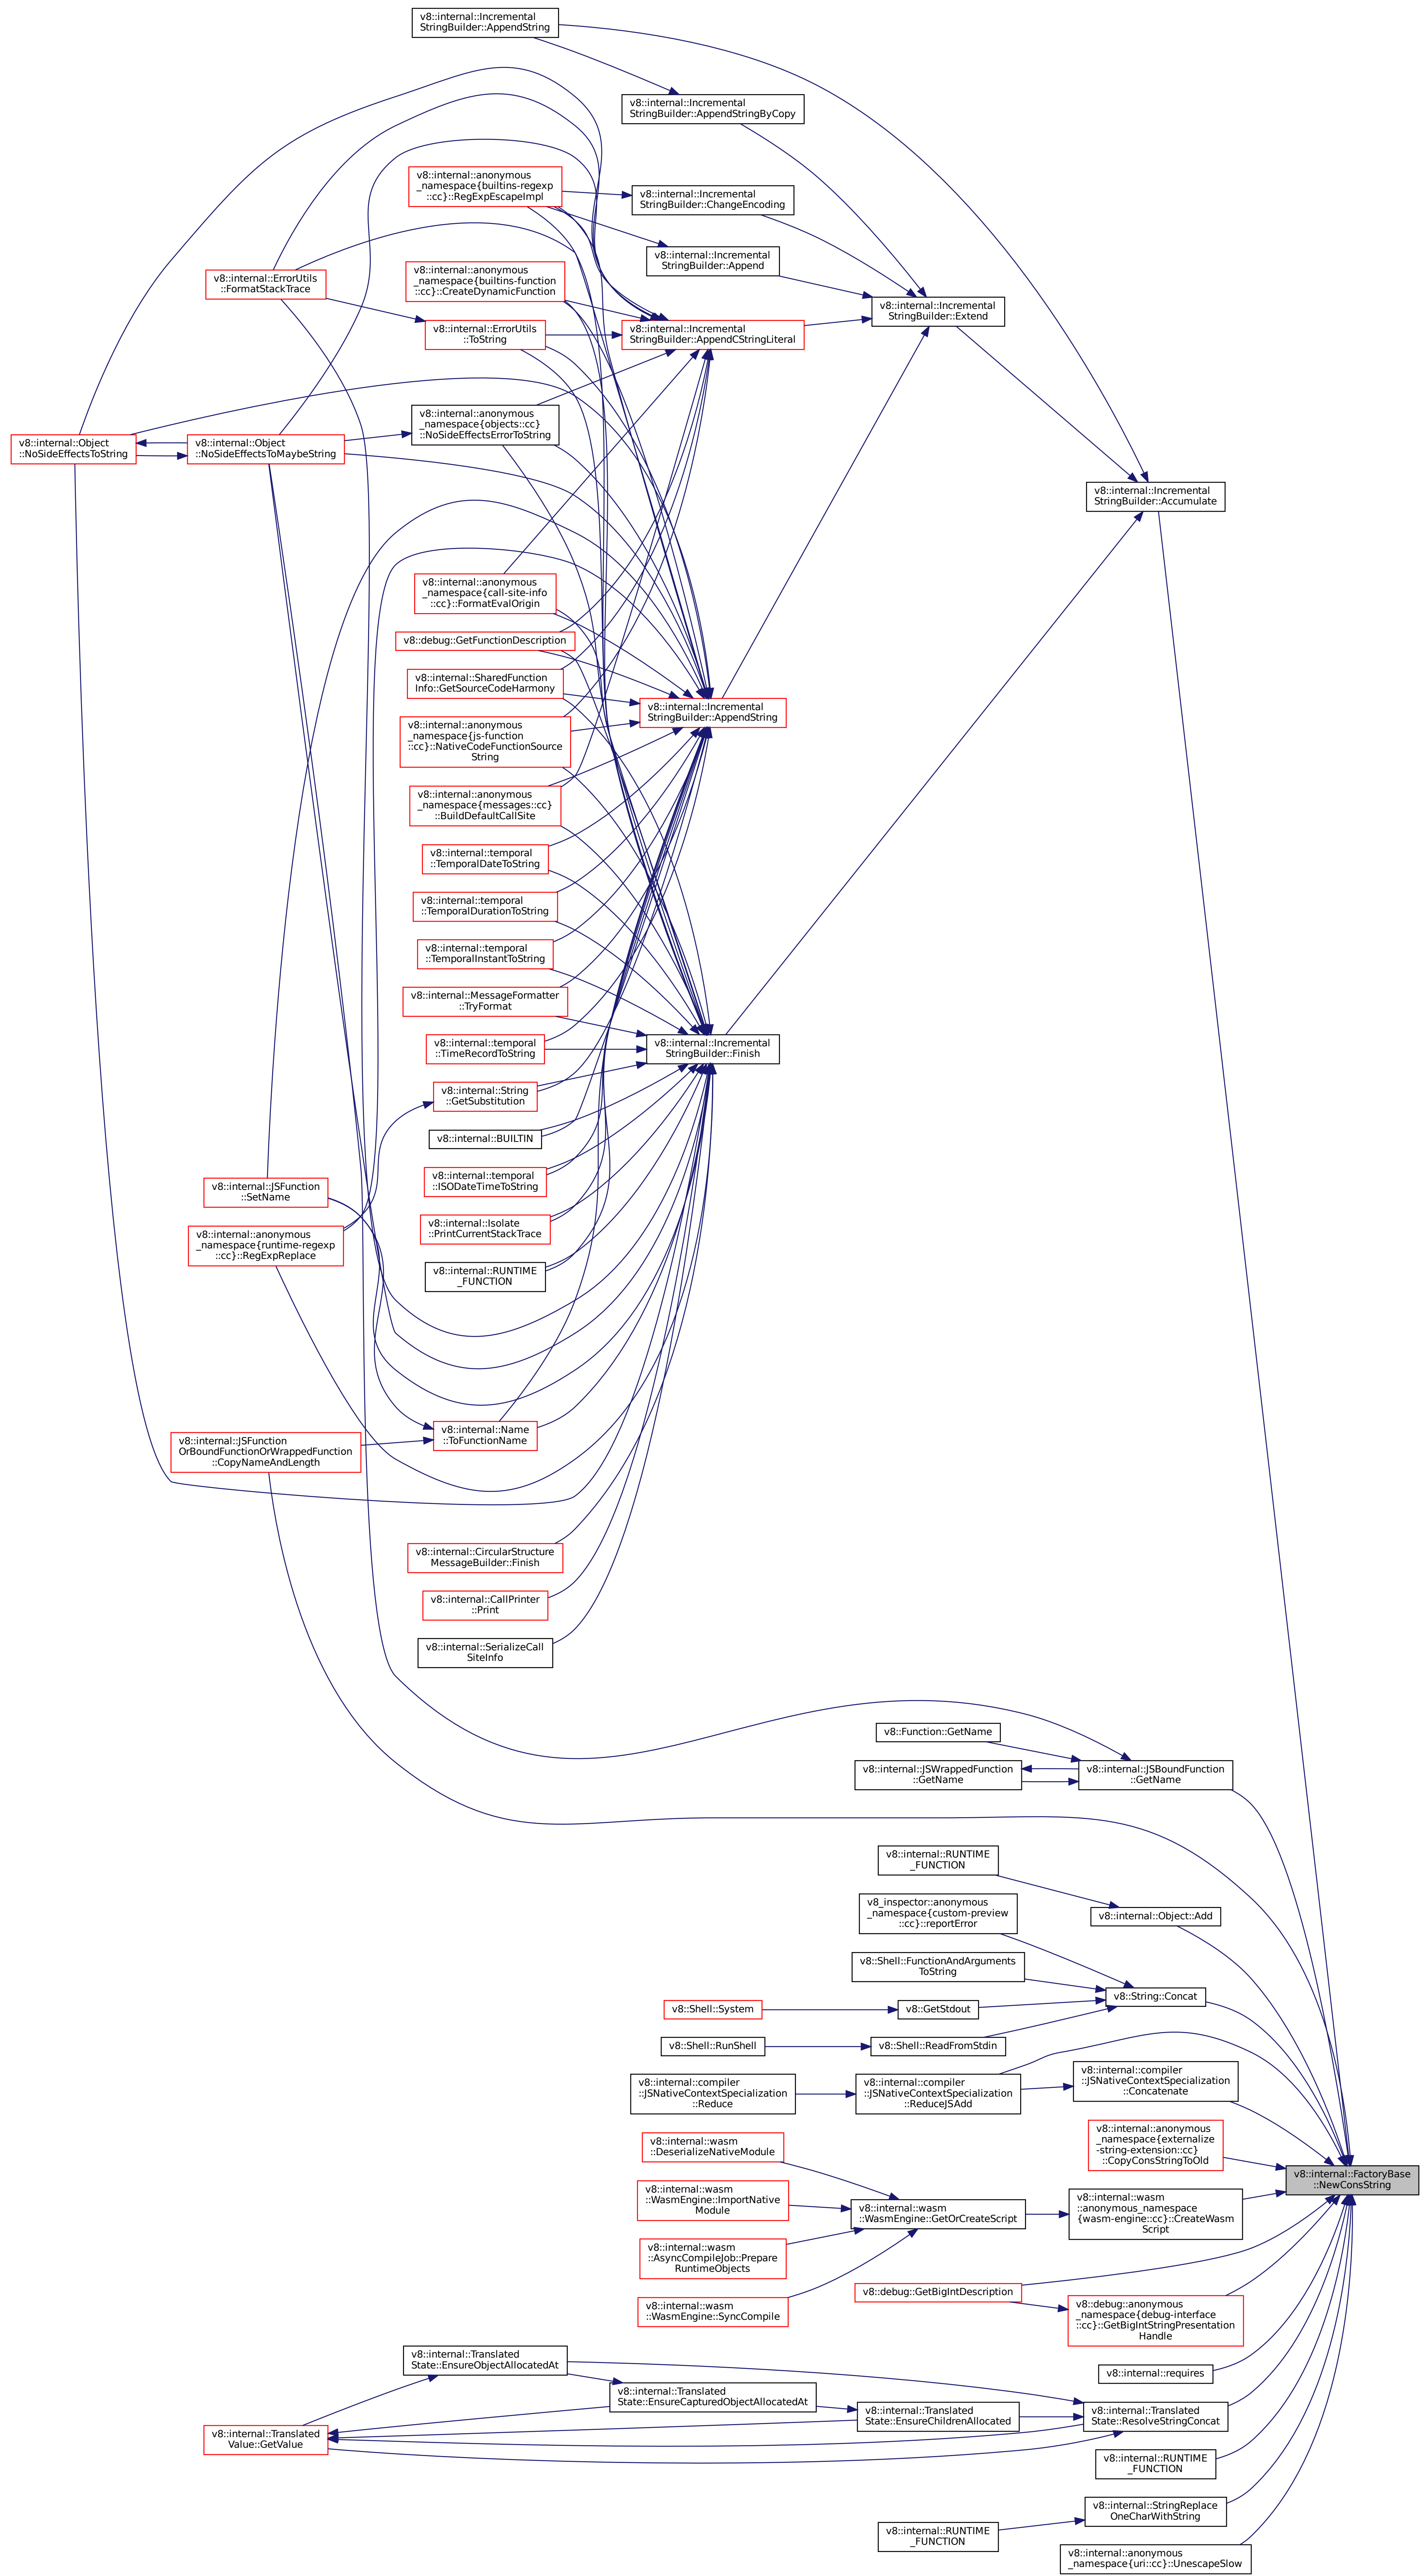 v8::internal::Incremental
StringBuilder::AppendString
v8::internal::Incremental
StringBuilder::AppendStringByCopy
v8::internal::anonymous
_namespace{builtins-regexp
::cc}::RegExpEscapeImpl
v8::internal::Incremental
StringBuilder::ChangeEncoding
v8::internal::Incremental
StringBuilder::Append
v8::internal::anonymous
_namespace{builtins-function
::cc}::CreateDynamicFunction
v8::internal::ErrorUtils
::FormatStackTrace
v8::internal::Incremental
StringBuilder::Extend
v8::internal::ErrorUtils
::ToString
v8::internal::Incremental
StringBuilder::AppendCStringLiteral
v8::internal::anonymous
_namespace{objects::cc}
::NoSideEffectsErrorToString
v8::internal::Object
::NoSideEffectsToString
v8::internal::Object
::NoSideEffectsToMaybeString
v8::internal::Incremental
StringBuilder::Accumulate
v8::internal::anonymous
_namespace{call-site-info
::cc}::FormatEvalOrigin
v8::debug::GetFunctionDescription
v8::internal::SharedFunction
Info::GetSourceCodeHarmony
v8::internal::Incremental
StringBuilder::AppendString
v8::internal::anonymous
_namespace{js-function
::cc}::NativeCodeFunctionSource
String
v8::internal::anonymous
_namespace{messages::cc}
::BuildDefaultCallSite
v8::internal::temporal
::TemporalDateToString
v8::internal::temporal
::TemporalDurationToString
v8::internal::temporal
::TemporalInstantToString
v8::internal::MessageFormatter
::TryFormat
v8::internal::temporal
::TimeRecordToString
v8::internal::Incremental
StringBuilder::Finish
v8::internal::String
::GetSubstitution
v8::internal::BUILTIN
v8::internal::temporal
::ISODateTimeToString
v8::internal::JSFunction
::SetName
v8::internal::Isolate
::PrintCurrentStackTrace
v8::internal::anonymous
_namespace{runtime-regexp
::cc}::RegExpReplace
v8::internal::RUNTIME
_FUNCTION
v8::internal::Name
::ToFunctionName
v8::internal::JSFunction
OrBoundFunctionOrWrappedFunction
::CopyNameAndLength
v8::internal::CircularStructure
MessageBuilder::Finish
v8::internal::CallPrinter
::Print
v8::internal::SerializeCall
SiteInfo
v8::Function::GetName
v8::internal::JSWrappedFunction
::GetName
v8::internal::JSBoundFunction
::GetName
v8::internal::RUNTIME
_FUNCTION
v8_inspector::anonymous
_namespace{custom-preview
::cc}::reportError
v8::internal::Object::Add
v8::Shell::FunctionAndArguments
ToString
v8::String::Concat
v8::Shell::System
v8::GetStdout
v8::Shell::RunShell
v8::Shell::ReadFromStdin
v8::internal::compiler
::JSNativeContextSpecialization
::Reduce
v8::internal::compiler
::JSNativeContextSpecialization
::ReduceJSAdd
v8::internal::compiler
::JSNativeContextSpecialization
::Concatenate
v8::internal::anonymous
_namespace{externalize
-string-extension::cc}
::CopyConsStringToOld
v8::internal::FactoryBase
::NewConsString
v8::internal::wasm
::DeserializeNativeModule
v8::internal::wasm
::WasmEngine::ImportNative
Module
v8::internal::wasm
::WasmEngine::GetOrCreateScript
v8::internal::wasm
::anonymous_namespace
{wasm-engine::cc}::CreateWasm
Script
v8::internal::wasm
::AsyncCompileJob::Prepare
RuntimeObjects
v8::internal::wasm
::WasmEngine::SyncCompile
v8::debug::GetBigIntDescription
v8::debug::anonymous
_namespace{debug-interface
::cc}::GetBigIntStringPresentation
Handle
v8::internal::requires
v8::internal::Translated
State::EnsureObjectAllocatedAt
v8::internal::Translated
State::EnsureCapturedObjectAllocatedAt
v8::internal::Translated
State::EnsureChildrenAllocated
v8::internal::Translated
State::ResolveStringConcat
v8::internal::Translated
Value::GetValue
v8::internal::RUNTIME
_FUNCTION
v8::internal::StringReplace
OneCharWithString
v8::internal::RUNTIME
_FUNCTION
v8::internal::anonymous
_namespace{uri::cc}::UnescapeSlow